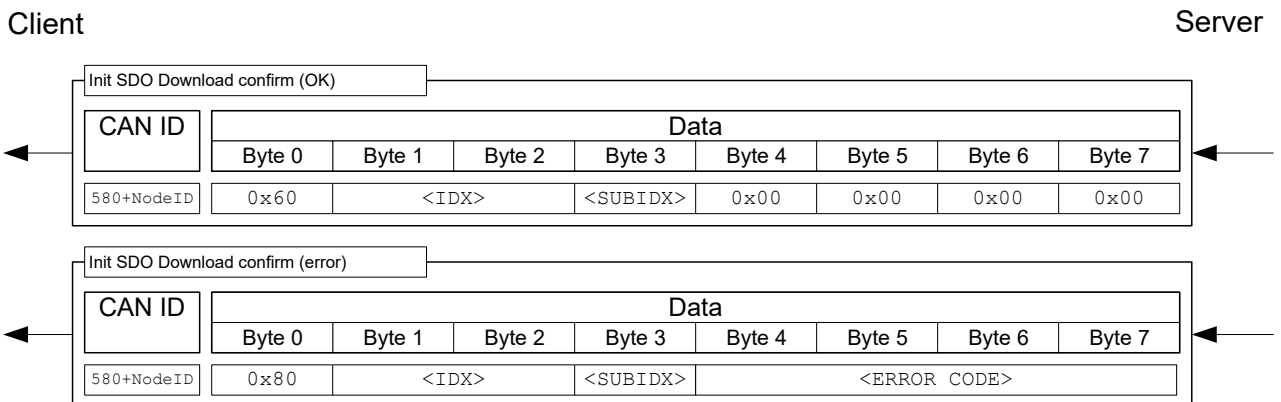 Client Server
Init SDO Download confirm (OK)
CAN ID Data
Byte 0 Byte 1 Byte 2 Byte 3 Byte 4 Byte 5 Byte 6 Byte 7
580+NodeID 0x60 <IDX> <SUBIDX> 0x00 0x00 0x00 0x00
Init SDO Download confirm (error)
CAN ID Data
Byte 0 Byte 1 Byte 2 Byte 3 Byte 4 Byte 5 Byte 6 Byte 7
580+NodeID 0x80 <IDX> <SUBIDX> <ERROR CODE>